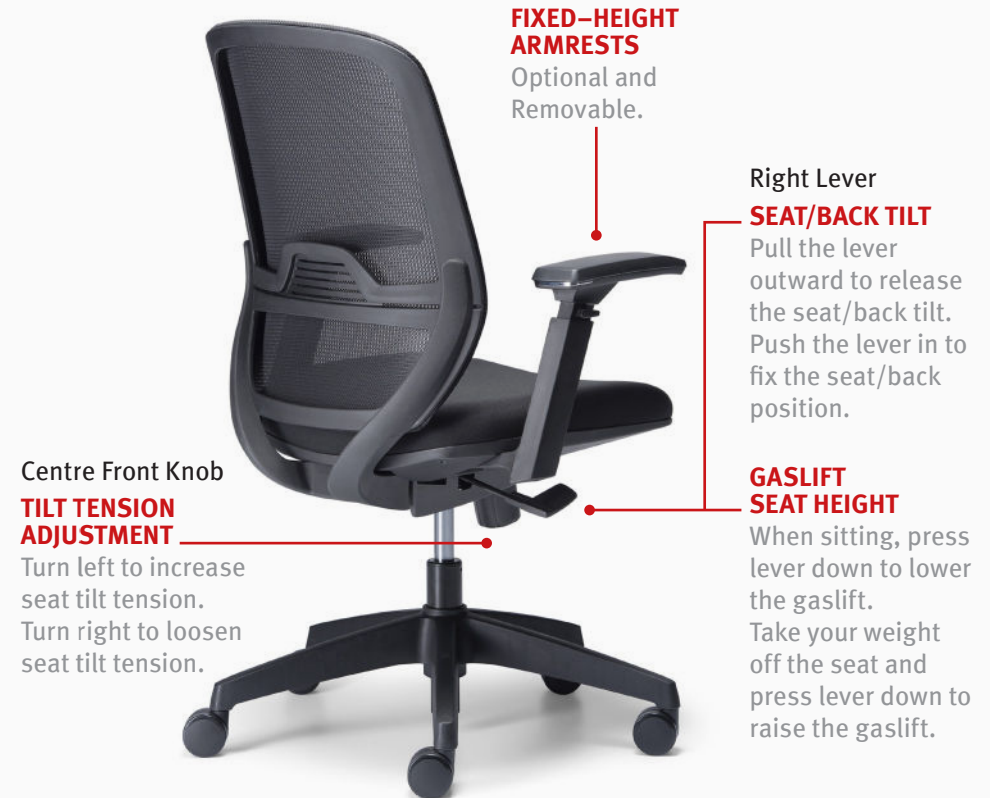 FIXED–HEIGHT
ARMRESTS
Optional and
Removable.
Right Lever
SEAT/BACK TILT
Pull the lever
outward to release
the seat/back tilt.
Push the lever in to
fix the seat/back
position.
GASLIFT
SEAT HEIGHT
When sitting, press
lever down to lower
the gaslift.
Take your weight
off the seat and
press lever down to
raise the gaslift.
Centre Front Knob
TILT TENSION
ADJUSTMENT
Turn left to increase
seat tilt tension.
Turn right to loosen
seat tilt tension.